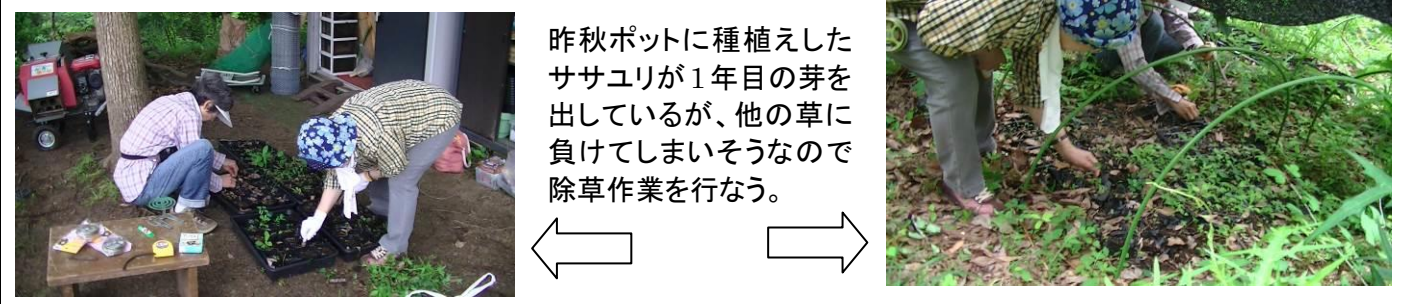 昨秋ポットに種植えした
ササユリが1年目の芽を
出しているが、他の草に
負けてしまいそうなので
除草作業を行なう。